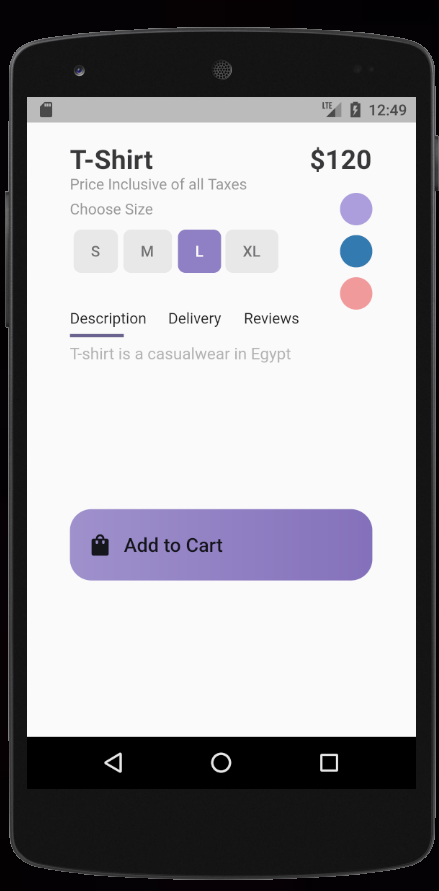 LTE 12:49
T-Shirt $120
Price Inclusive of all Taxes
Choose Size
S M L XL
Description Delivery Reviews
T-shirt is a casualwear in Egypt
Add to Cart